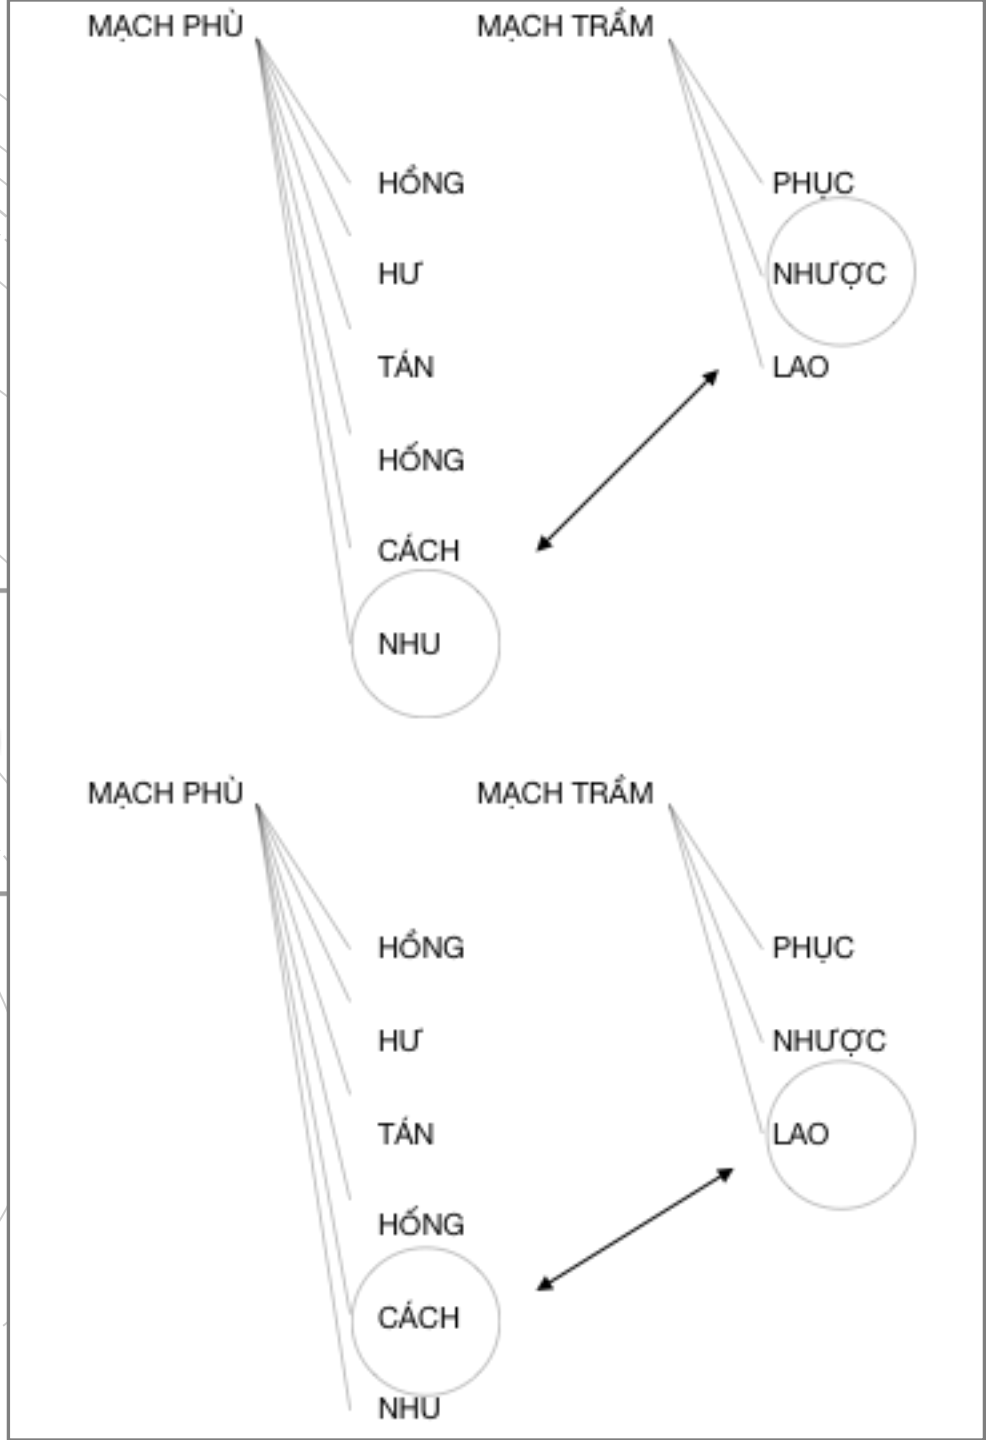 MẠCH PHÙ MẠCH TRẦM
HỒNG PHỤC
HƯ NHƯỢC
TÁN LAO
HỐNG
CÁCH
NHU
MẠCH PHÙ MẠCH TRẦM
HỒNG PHỤC
HƯ NHƯỢC
TÁN LAO
HỐNG
CÁCH
NHU